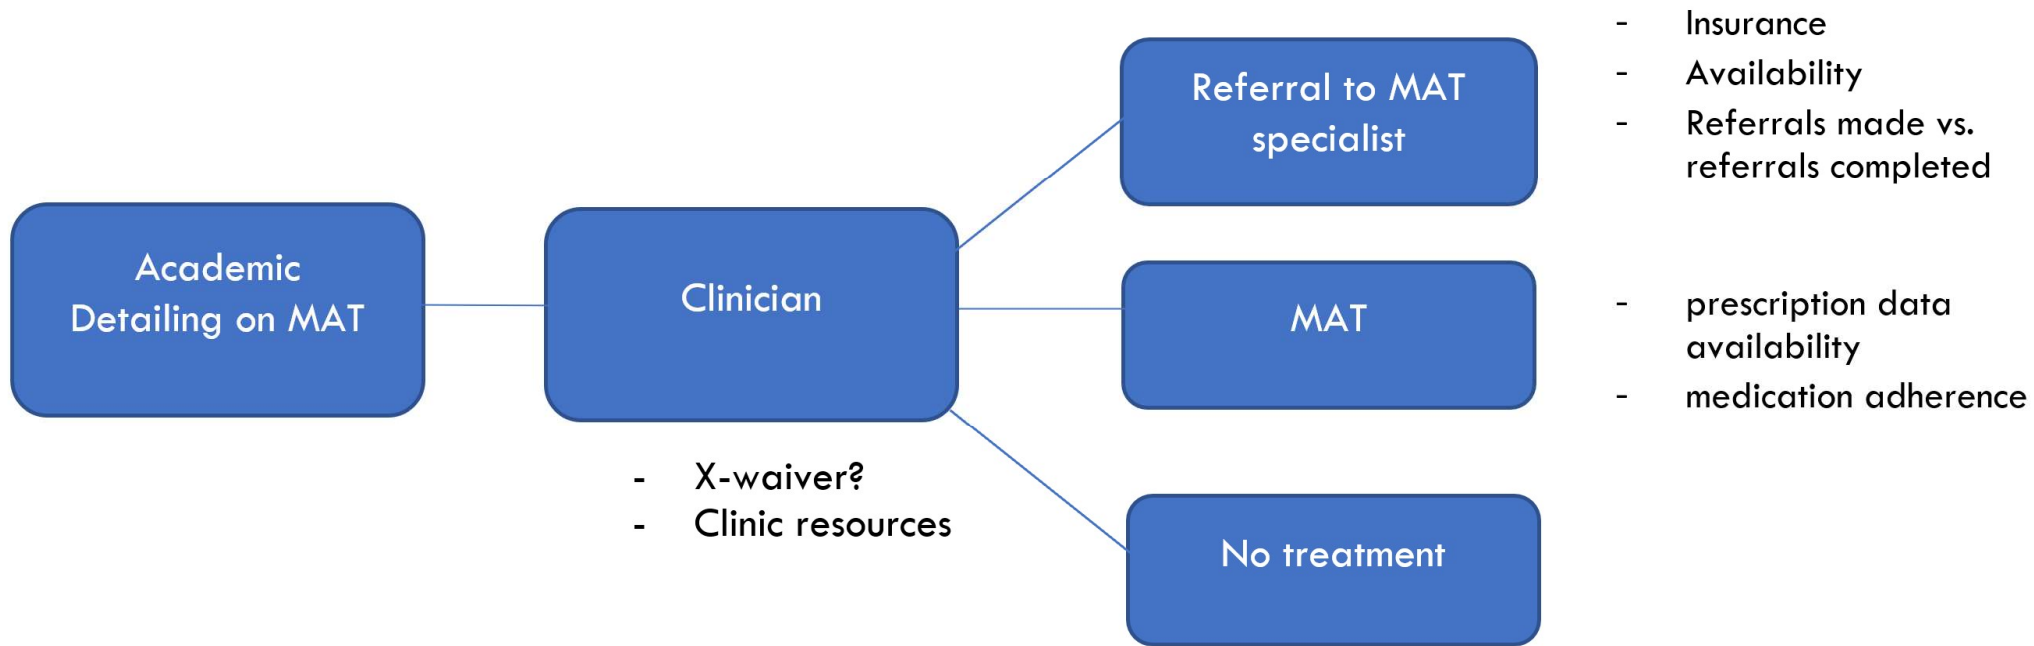 Academic
Detailing on MAT
Clinician
- X-waiver?
- Clinic resources
Referral to MAT
specialist
- Insurance
- Availability
- Referrals made vs.
referrals completed
MAT
- prescription data
availability
- medication adherence
No treatment